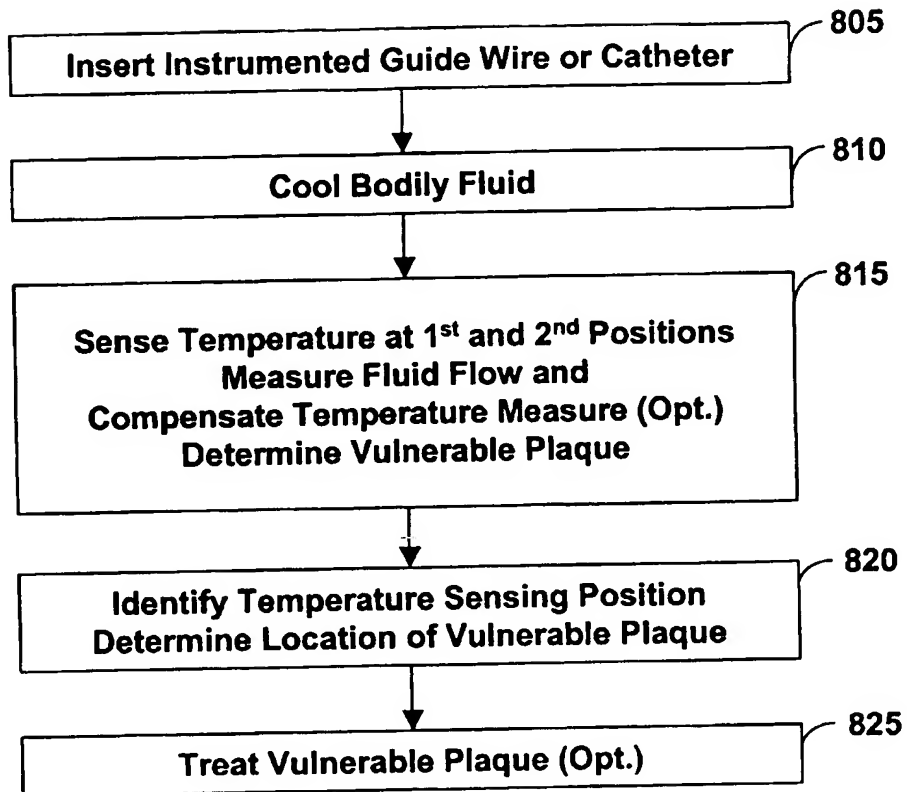 805
Insert Instrumented Guide Wire or Catheter
810
Cool Bodily Fluid
815
Sense Temperature at 1st and 2nd Positions
Measure Fluid Flow and
Compensate Temperature Measure (Opt.)
Determine Vulnerable Plaque
820
Identify Temperature Sensing Position
Determine Location of Vulnerable Plaque
825
Treat Vulnerable Plaque (Opt.)